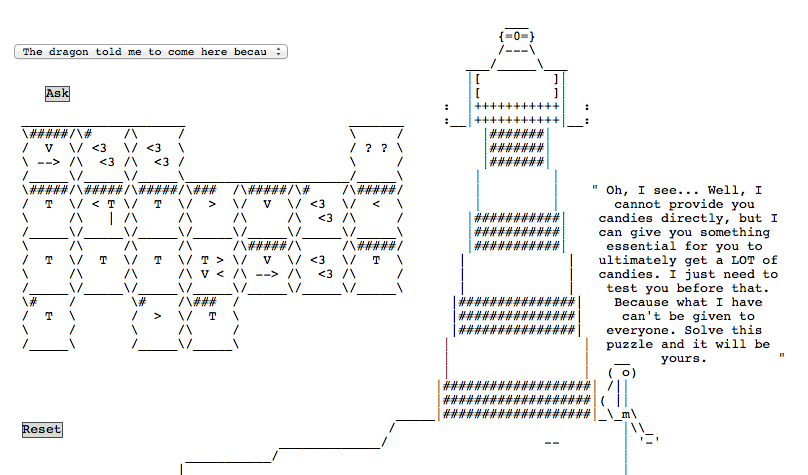 The dragon told me to come here becau
Ask
" Oh, I see... Well, I
cannot provide you
candies directly, but I
can give you something
essential for you to
ultimately get a LOT of
candies. I just need to
test you before that.
Because what I have
can't be given to
everyone. Solve this
puzzle and it will be
yours. "
Reset